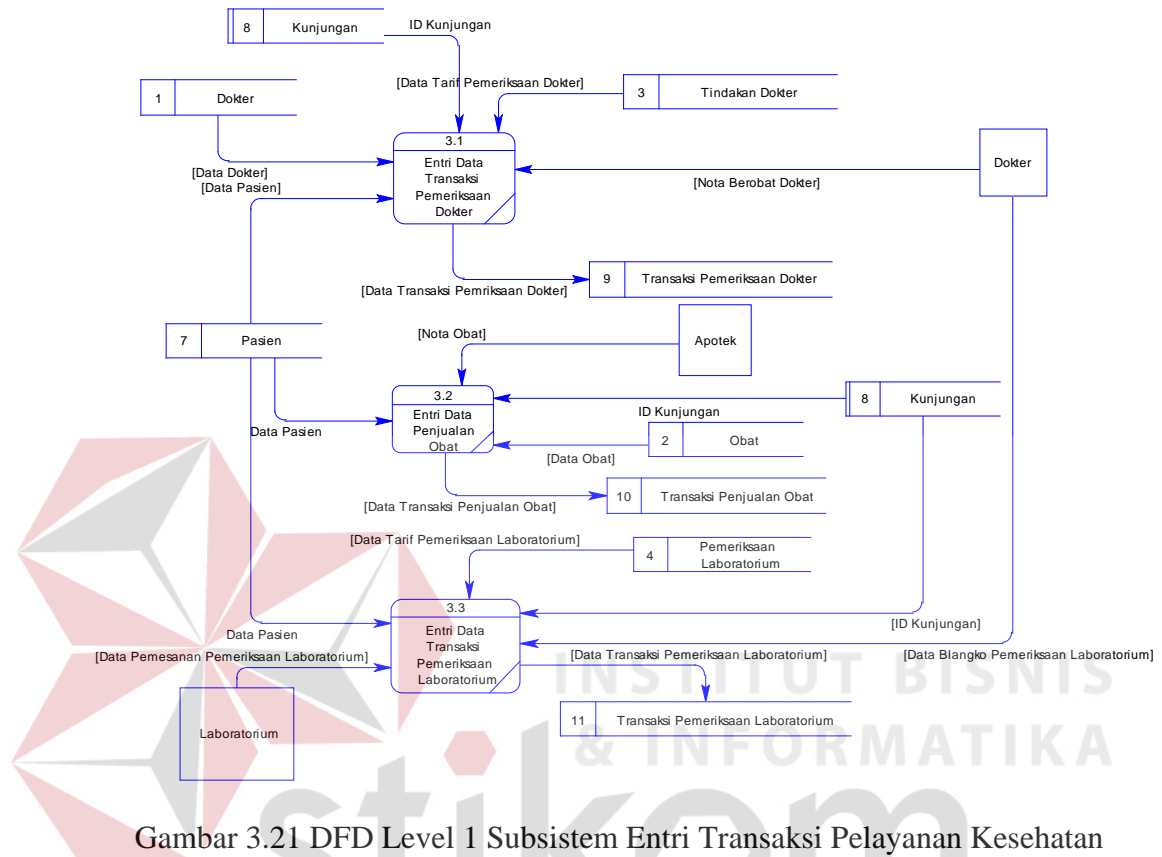 8 Kunjungan
ID Kunjungan
[Data Tarif Pemeriksaan Dokter]
1 Dokter
3 Tindakan Dokter
3.1
Entri Data
Transaksi
Pemeriksaan
Dokter
Dokter
[Data Dokter]
[Data Pasien]
[Nota Berobat Dokter]
9 Transaksi Pemeriksaan Dokter
[Data Transaksi Pemriksaan Dokter]
7 Pasien
[Nota Obat]
Apotek
3.2
Entri Data
Penjualan
Obat
8 Kunjungan
ID Kunjungan
Data Pasien
2 Obat
[Data Obat]
10 Transaksi Penjualan Obat
[Data Transaksi Penjualan Obat]
[Data Tarif Pemeriksaan Laboratorium]
4 Pemeriksaan
Laboratorium
3.3
Entri Data
Transaksi
Pemeriksaan
Laboratorium
[ID Kunjungan]
Data Pasien
[Data Pemesanan Pemeriksaan Laboratorium]
[Data Transaksi Pemeriksaan Laboratorium]
[Data Blangko Pemeriksaan Laboratorium]
Laboratorium
11 Transaksi Pemeriksaan Laboratorium
INSTITUT BISNIS
& INFORMATIKA
stikom
Gambar 3.21 DFD Level 1 Subsistem Entri Transaksi Pelayanan Kesehatan